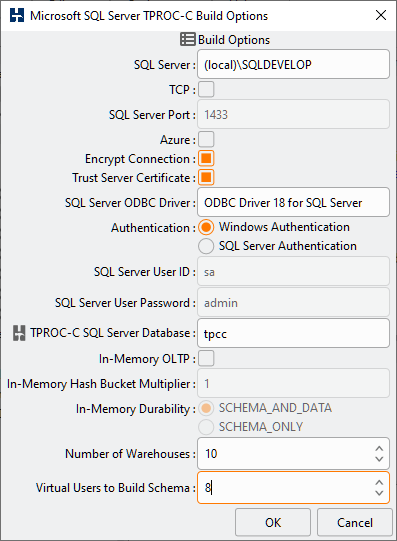 Microsoft SQL Server TPROC-C Build Options
Build Options
SQL Server : (local)\SQLDEVELOP
TCP :
SQL Server Port : 1433
Azure :
Encrypt Connection :
Trust Server Certificate :
SQL Server ODBC Driver : ODBC Driver 18 for SQL Server
Authentication : Windows Authentication
SQL Server Authentication
SQL Server User ID : sa
SQL Server User Password : admin
TPROC-C SQL Server Database : tpcc
In-Memory OLTP :
In-Memory Hash Bucket Multiplier : 1
In-Memory Durability : SCHEMA_AND_DATA
SCHEMA_ONLY
Number of Warehouses : 10
Virtual Users to Build Schema : 8
OK Cancel